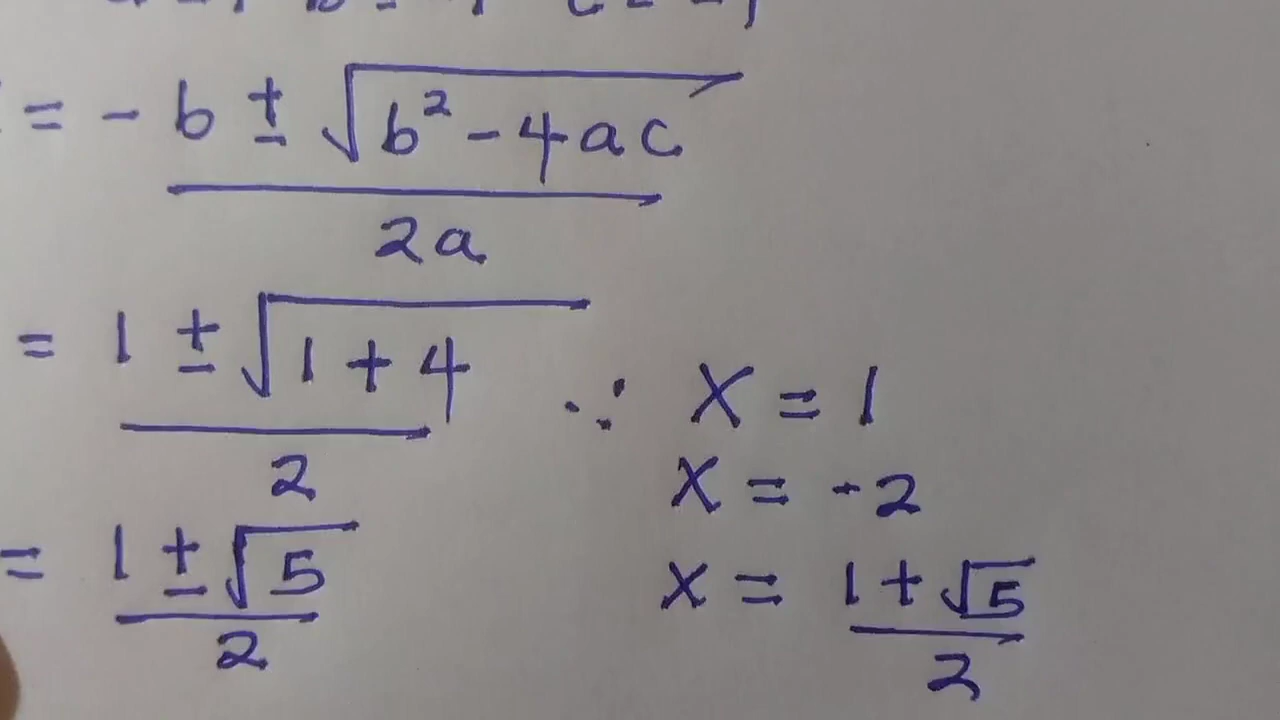 = -b ± √(b² - 4ac)
2a
= 1 ± √(1 + 4)
2
= 1 ± √5
2
∴ x = 1
x = -2
x = 1 + √5
2